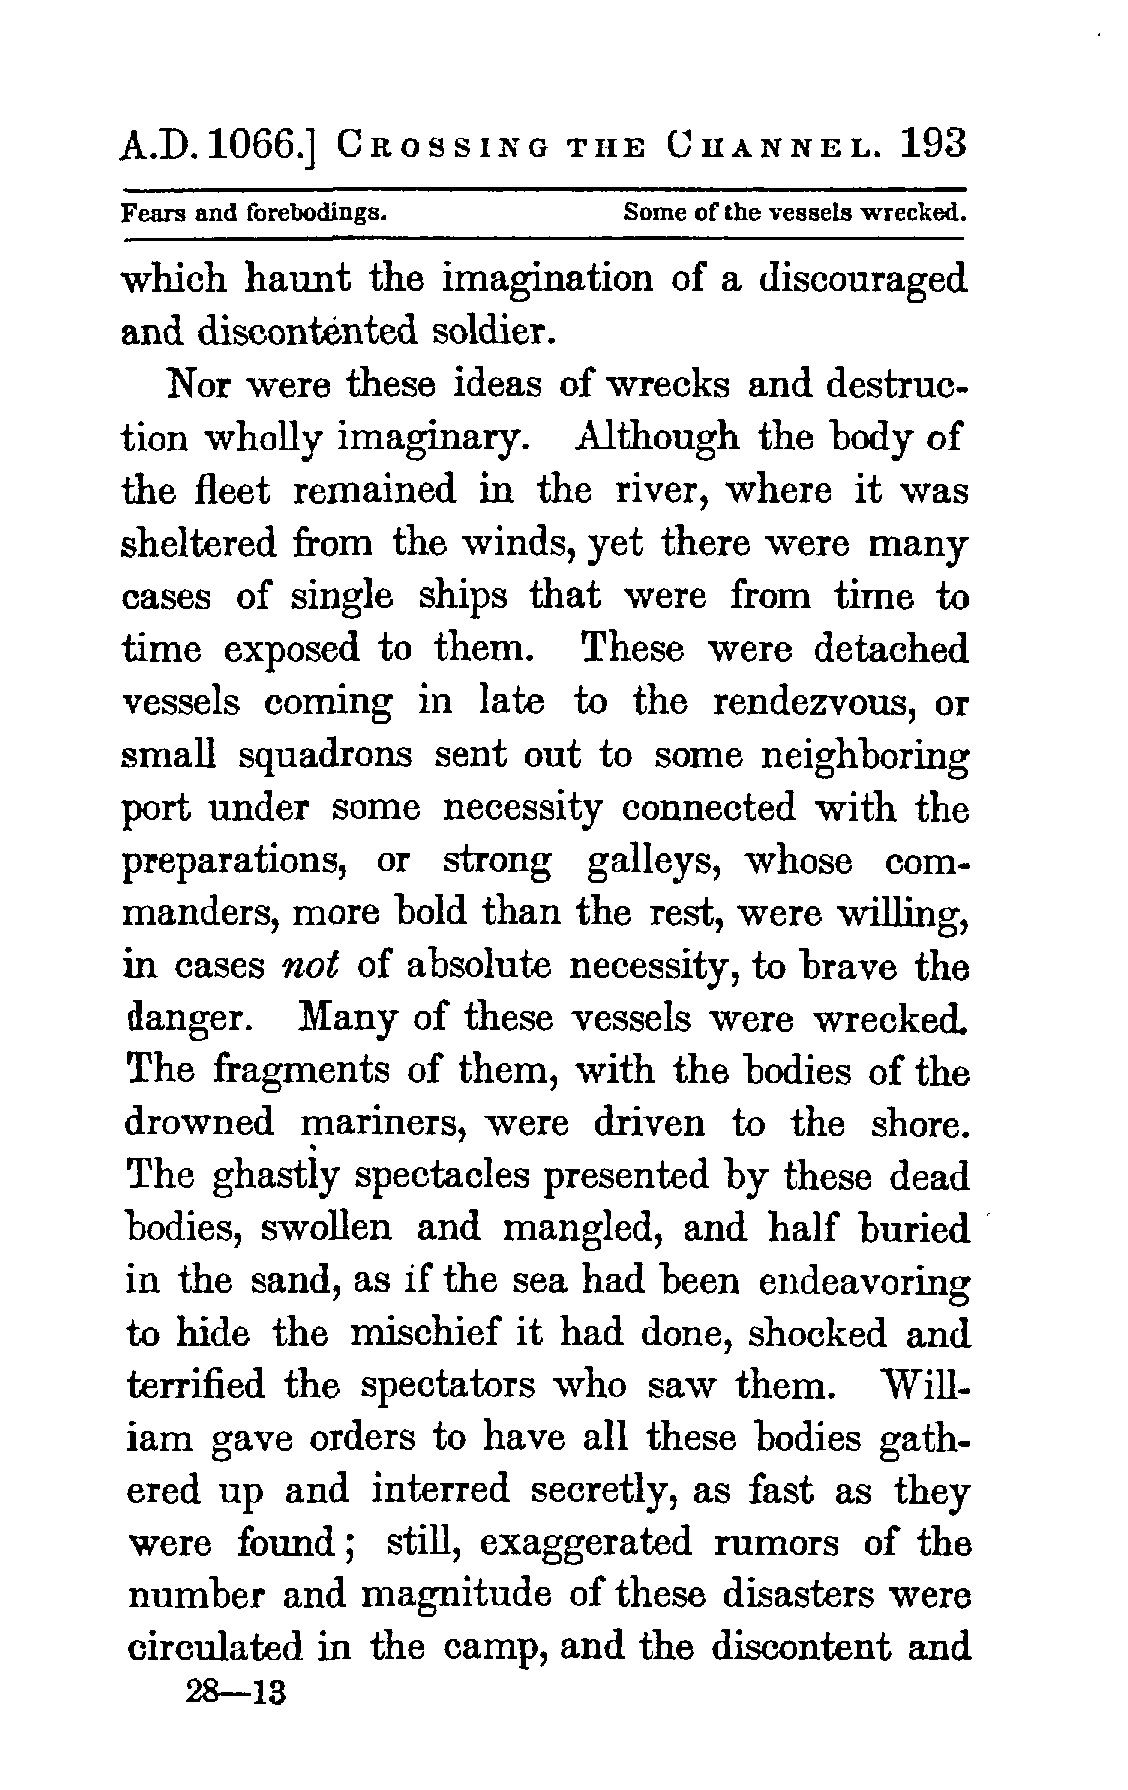 A.D. 1066.] CROSSING THE CHANNEL. 193
Fears and forebodings. Some of the vessels wrecked.
which haunt the imagination of a discouraged
and discontented soldier.
Nor were these ideas of wrecks and destruc-
tion wholly imaginary. Although the body of
the fleet remained in the river, where it was
sheltered from the winds, yet there were many
cases of single ships that were from time to
time exposed to them. These were detached
vessels coming in late to the rendezvous, or
small squadrons sent out to some neighboring
port under some necessity connected with the
preparations, or strong galleys, whose com-
manders, more bold than the rest, were willing,
in cases not of absolute necessity, to brave the
danger. Many of these vessels were wrecked.
The fragments of them, with the bodies of the
drowned mariners, were driven to the shore.
The ghastly spectacles presented by these dead
bodies, swollen and mangled, and half buried
in the sand, as if the sea had been endeavoring
to hide the mischief it had done, shocked and
terrified the spectators who saw them. Will-
iam gave orders to have all these bodies gath-
ered up and interred secretly, as fast as they
were found; still, exaggerated rumors of the
number and magnitude of these disasters were
circulated in the camp, and the discontent and
28—13